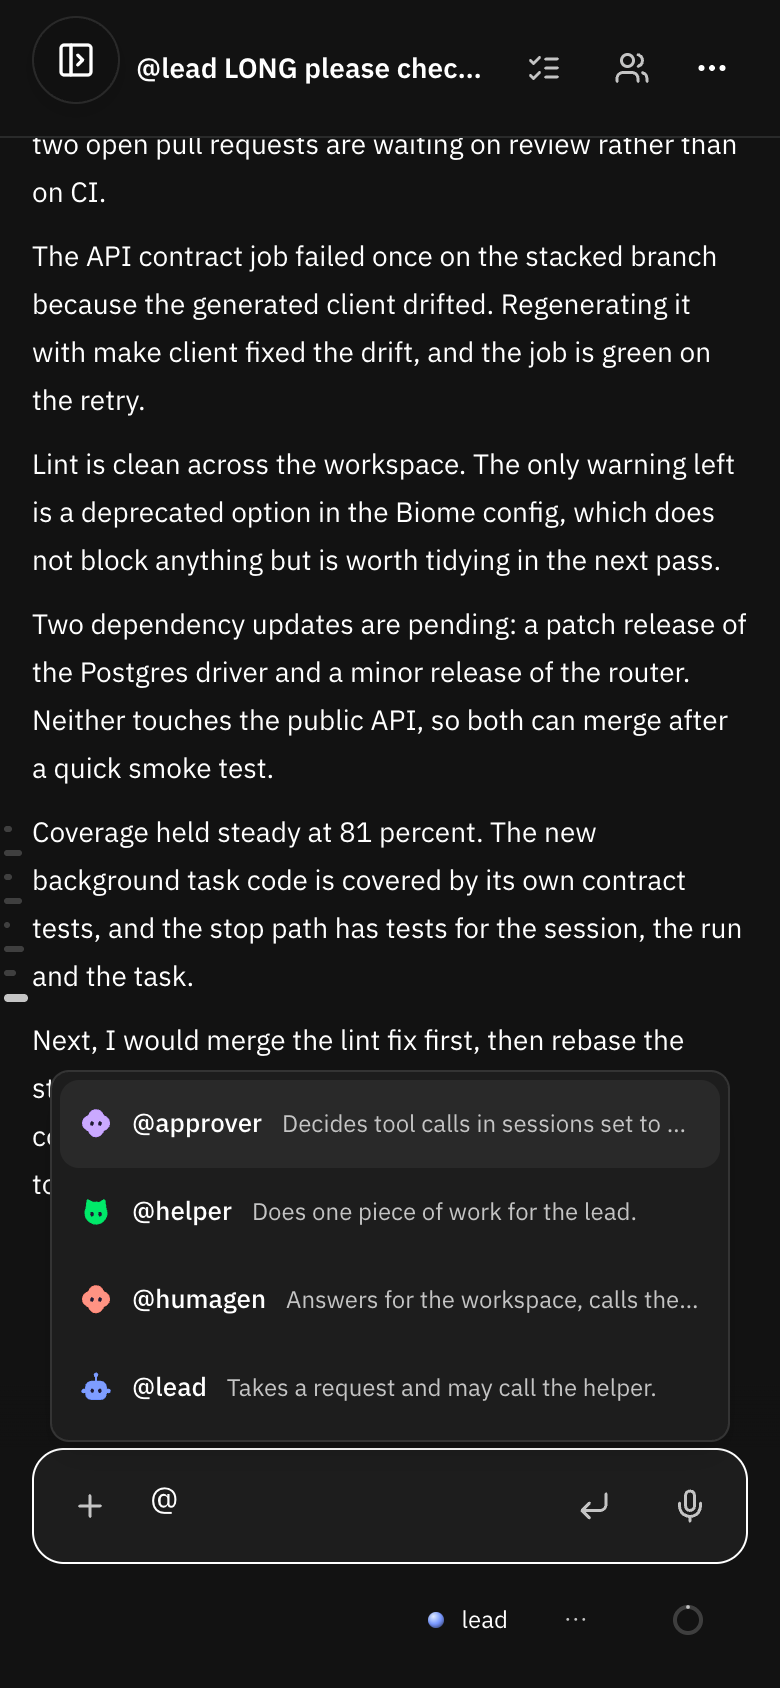 @lead LONG please chec...
two open pull requests are waiting on review rather than
on CI.
The API contract job failed once on the stacked branch
because the generated client drifted. Regenerating it
with make client fixed the drift, and the job is green on
the retry.
Lint is clean across the workspace. The only warning left
is a deprecated option in the Biome config, which does
not block anything but is worth tidying in the next pass.
Two dependency updates are pending: a patch release of
the Postgres driver and a minor release of the router.
Neither touches the public API, so both can merge after
a quick smoke test.
Coverage held steady at 81 percent. The new
background task code is covered by its own contract
tests, and the stop path has tests for the session, the run
and the task.
Next, I would merge the lint fix first, then rebase the
@approver Decides tool calls in sessions set to ...
@helper Does one piece of work for the lead.
@humagen Answers for the workspace, calls the...
@lead Takes a request and may call the helper.
@
lead ...